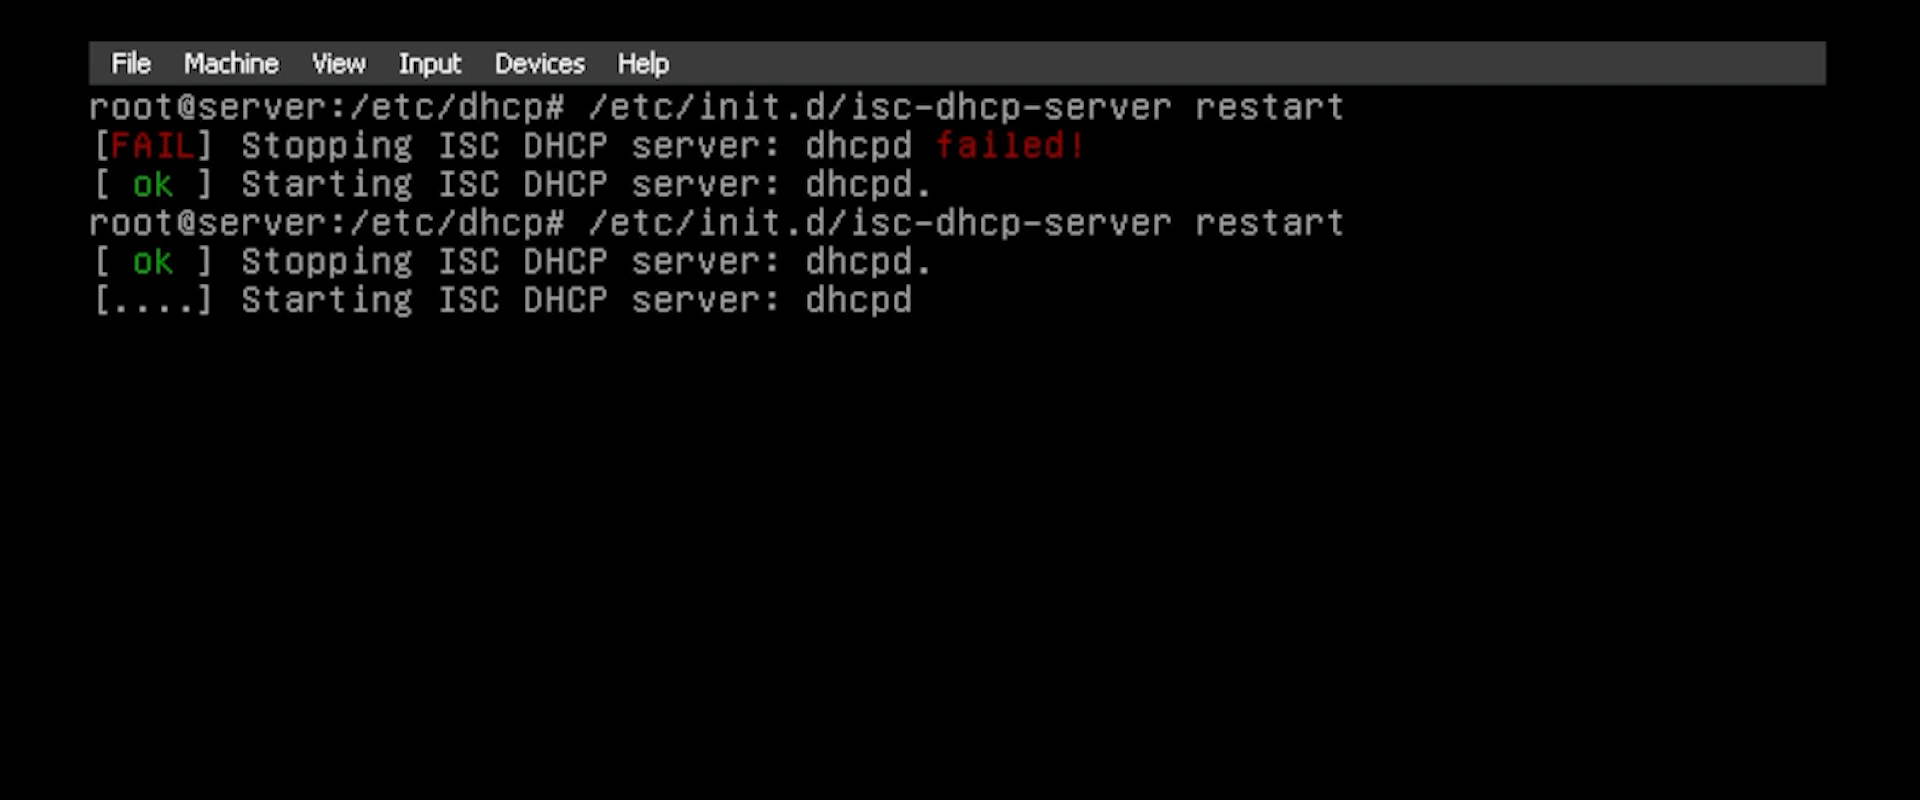 File Machine View Input Devices Help
root@server:/etc/dhcp# /etc/init.d/isc-dhcp-server restart
[FAIL] Stopping ISC DHCP server: dhcpd failed!
[ ok ] Starting ISC DHCP server: dhcpd.
root@server:/etc/dhcp# /etc/init.d/isc-dhcp-server restart
[ ok ] Stopping ISC DHCP server: dhcpd.
[....] Starting ISC DHCP server: dhcpd